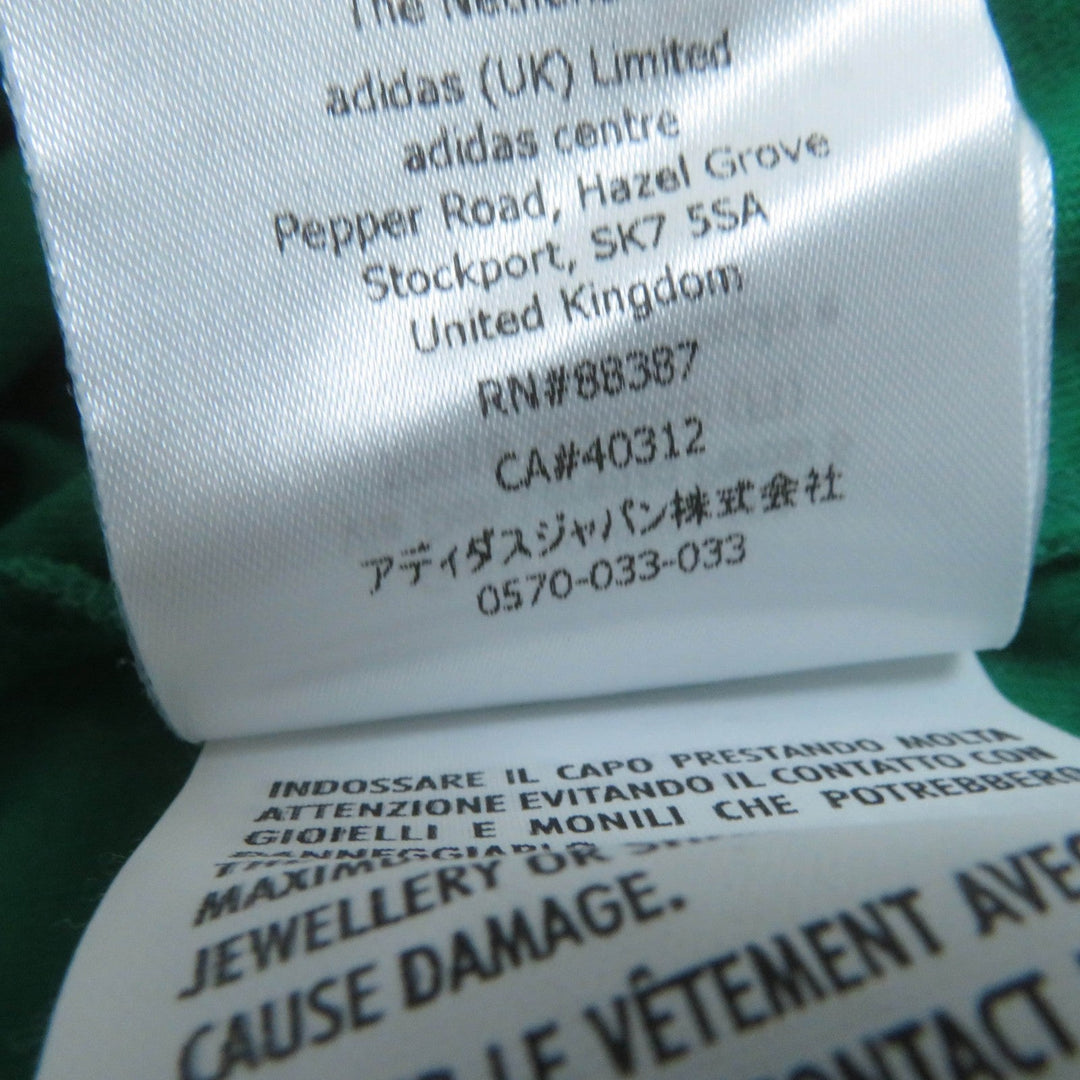 The
adidas (UK) Limited
adidas centre
Pepper Road, Hazel Grove
Stockport, SK7 5SA
United Kingdom
RN#88387
CA#40312
アディダスジャパン株式会社
0570-033-033
INDOSSARE IL CAPO PRESTANDO MOLTA
ATTENZIONE EVITANDO IL CONTATTO CON
GIOIELLI E MONILI CHE POTREBBERO
DANNEGGIARLO
JEWELLERY OR
CAUSE DAMAGE.
LE VÊTEMENT